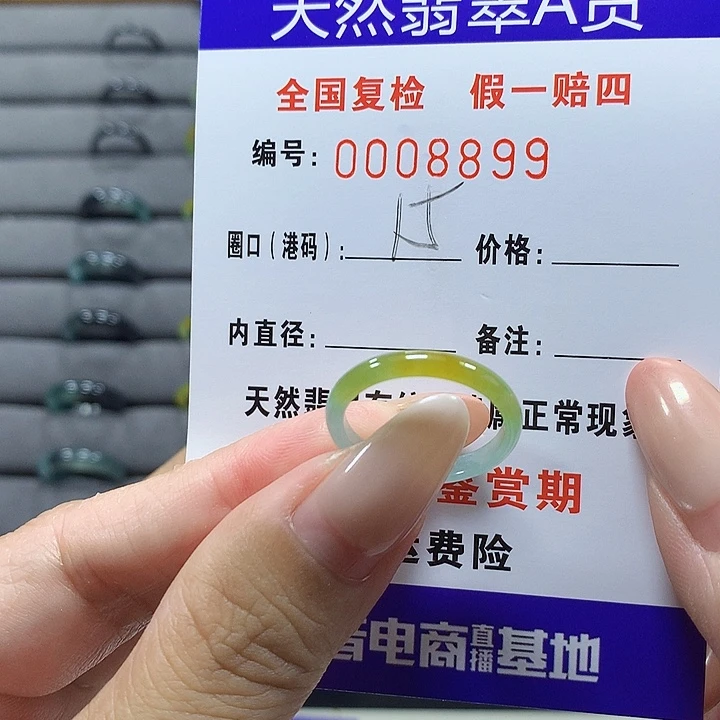 天然翡翠A货
全国复检 假一赔四
编号: 0008899
圈口(港码): 价格:
内直径: 备注:
天然翡 正常现象
鉴赏期
运费险
电商直播基地